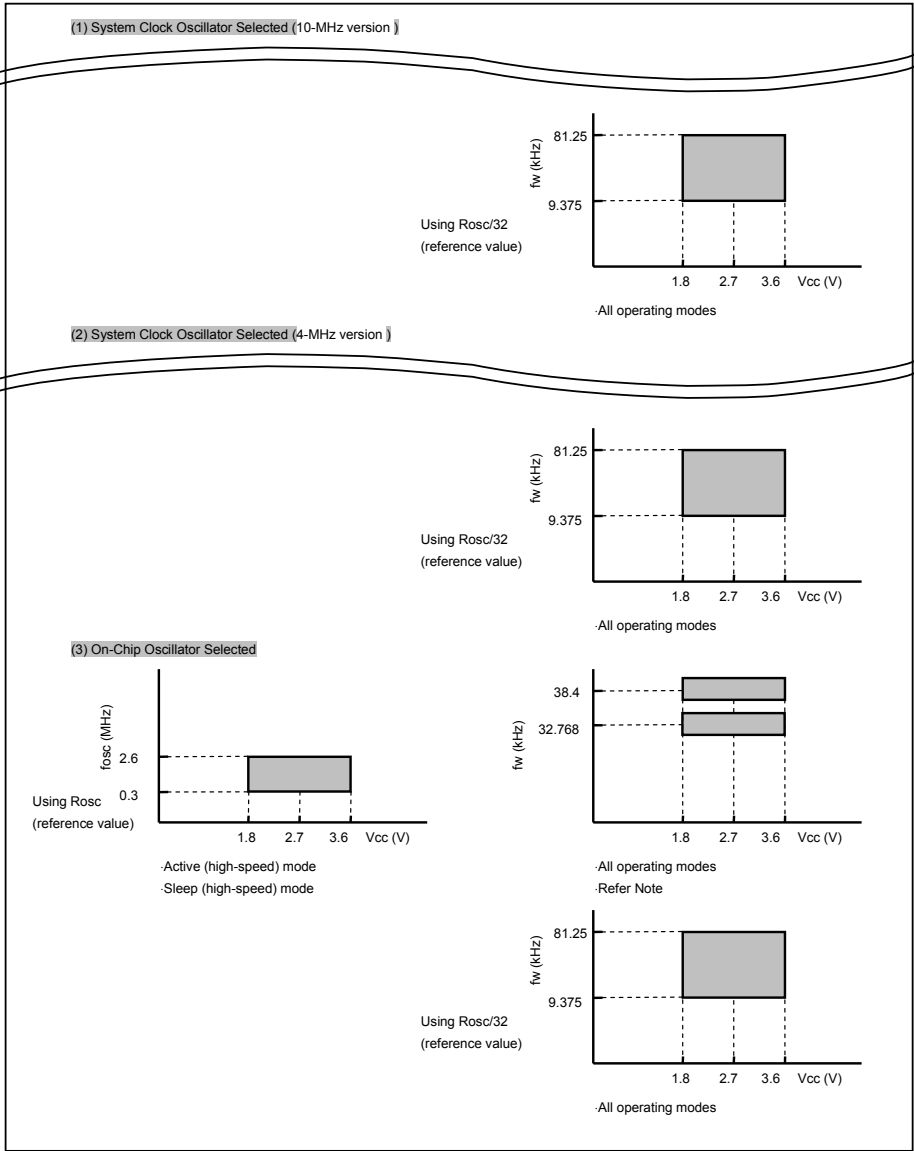 (1) System Clock Oscillator Selected (10-MHz version )
fw (kHz)
81.25
9.375
Using Rosc/32
(reference value)
1.8 2.7 3.6 Vcc (V)
·All operating modes
(2) System Clock Oscillator Selected (4-MHz version )
fw (kHz)
81.25
9.375
Using Rosc/32
(reference value)
1.8 2.7 3.6 Vcc (V)
·All operating modes
(3) On-Chip Oscillator Selected
fosc (MHz)
2.6
0.3
Using Rosc
(reference value)
1.8 2.7 3.6 Vcc (V)
·Active (high-speed) mode
·Sleep (high-speed) mode
fw (kHz)
38.4
32.768
1.8 2.7 3.6 Vcc (V)
·All operating modes
·Refer Note
fw (kHz)
81.25
9.375
Using Rosc/32
(reference value)
1.8 2.7 3.6 Vcc (V)
·All operating modes